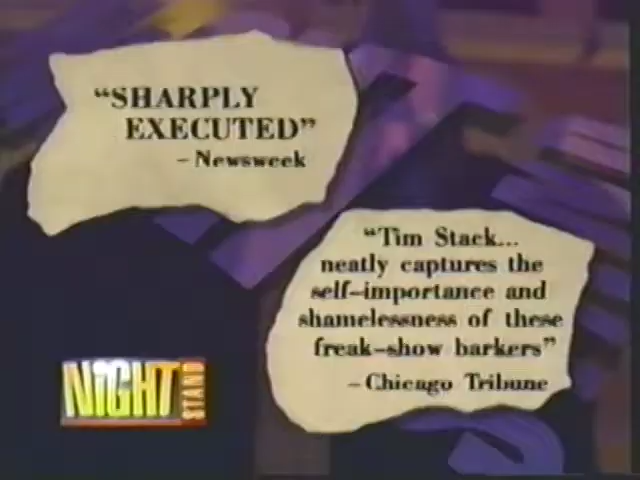 “SHARPLY
EXECUTED”
– Newsweek
“Tim Stack...
neatly captures the
self–importance and
shamelessness of these
freak–show barkers”
– Chicago Tribune
NiGHT
STAND